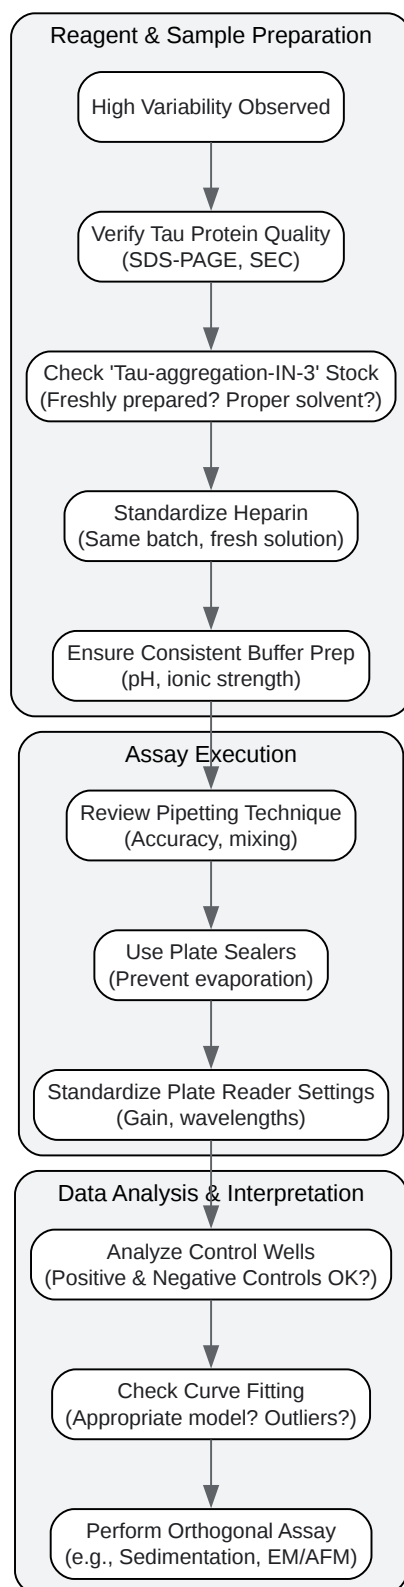 Reagent & Sample Preparation
High Variability Observed
Verify Tau Protein Quality
(SDS-PAGE, SEC)
Check 'Tau-aggregation-IN-3' Stock
(Freshly prepared? Proper solvent?)
Standardize Heparin
(Same batch, fresh solution)
Ensure Consistent Buffer Prep
(pH, ionic strength)
Assay Execution
Review Pipetting Technique
(Accuracy, mixing)
Use Plate Sealers
(Prevent evaporation)
Standardize Plate Reader Settings
(Gain, wavelengths)
Data Analysis & Interpretation
Analyze Control Wells
(Positive & Negative Controls OK?)
Check Curve Fitting
(Appropriate model? Outliers?)
Perform Orthogonal Assay
(e.g., Sedimentation, EM/AFM)